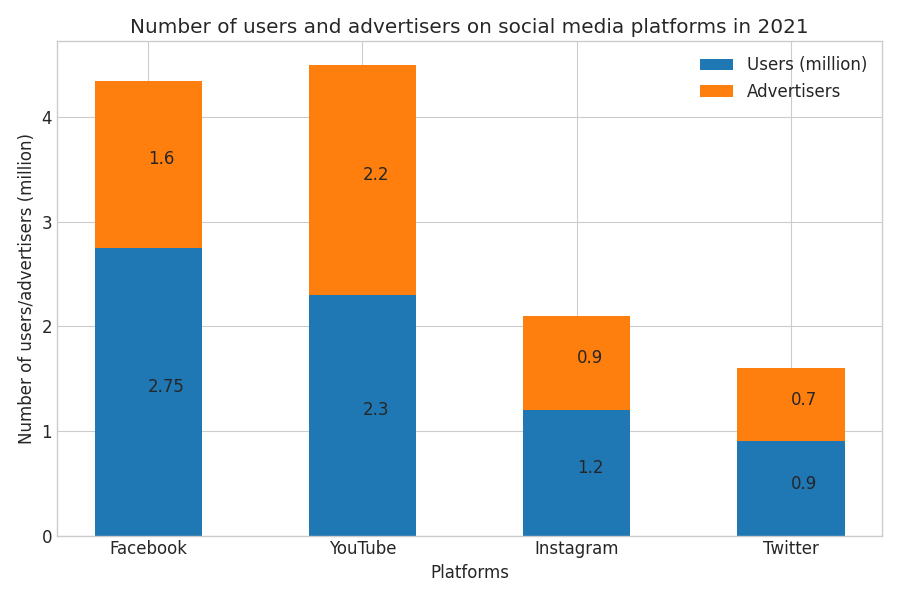 Number of users and advertisers on social media platforms in 2021
Users (million)
Advertisers
Number of users/advertisers (million)
4
3
2
1
0
1.6
2.2
2.75
2.3
0.9
1.2
0.7
0.9
Facebook
YouTube
Instagram
Twitter
Platforms